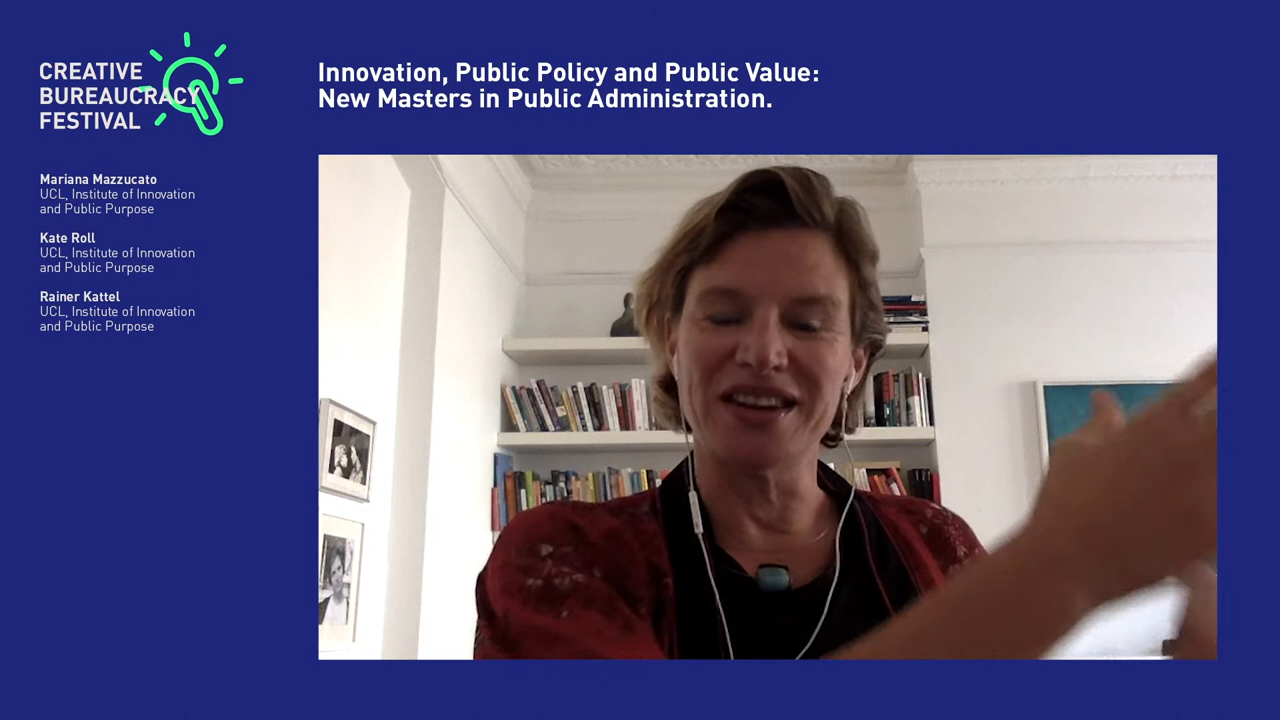 CREATIVE
BUREAUCRACY
FESTIVAL
Innovation, Public Policy and Public Value:
New Masters in Public Administration.
Mariana Mazzucato
UCL, Institute of Innovation
and Public Purpose
Kate Roll
UCL, Institute of Innovation
and Public Purpose
Rainer Kattel
UCL, Institute of Innovation
and Public Purpose